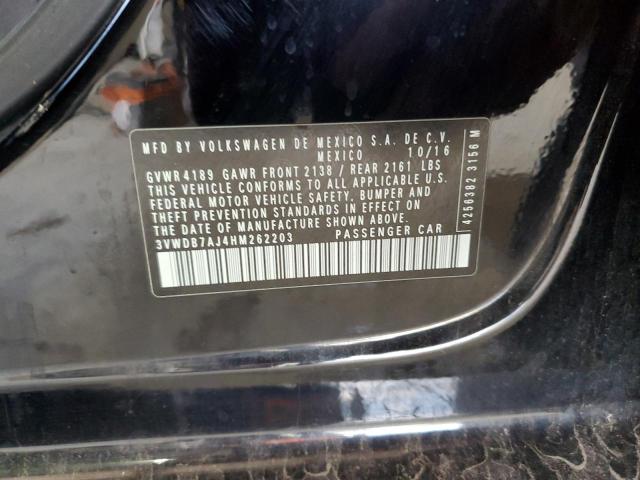 MFD BY VOLKSWAGEN DE MEXICO S.A. DE C.V.
MEXICO 10/16
GVWR 4189 GAWR FRONT 2138 / REAR 2161 LBS
THIS VEHICLE CONFORMS TO ALL APPLICABLE U.S.
FEDERAL MOTOR VEHICLE SAFETY, BUMPER AND
THEFT PREVENTION STANDARDS IN EFFECT ON
THE DATE OF MANUFACTURE SHOWN ABOVE.
3VWDB7AJ4HM262203 PASSENGER CAR
4256382 3156 M